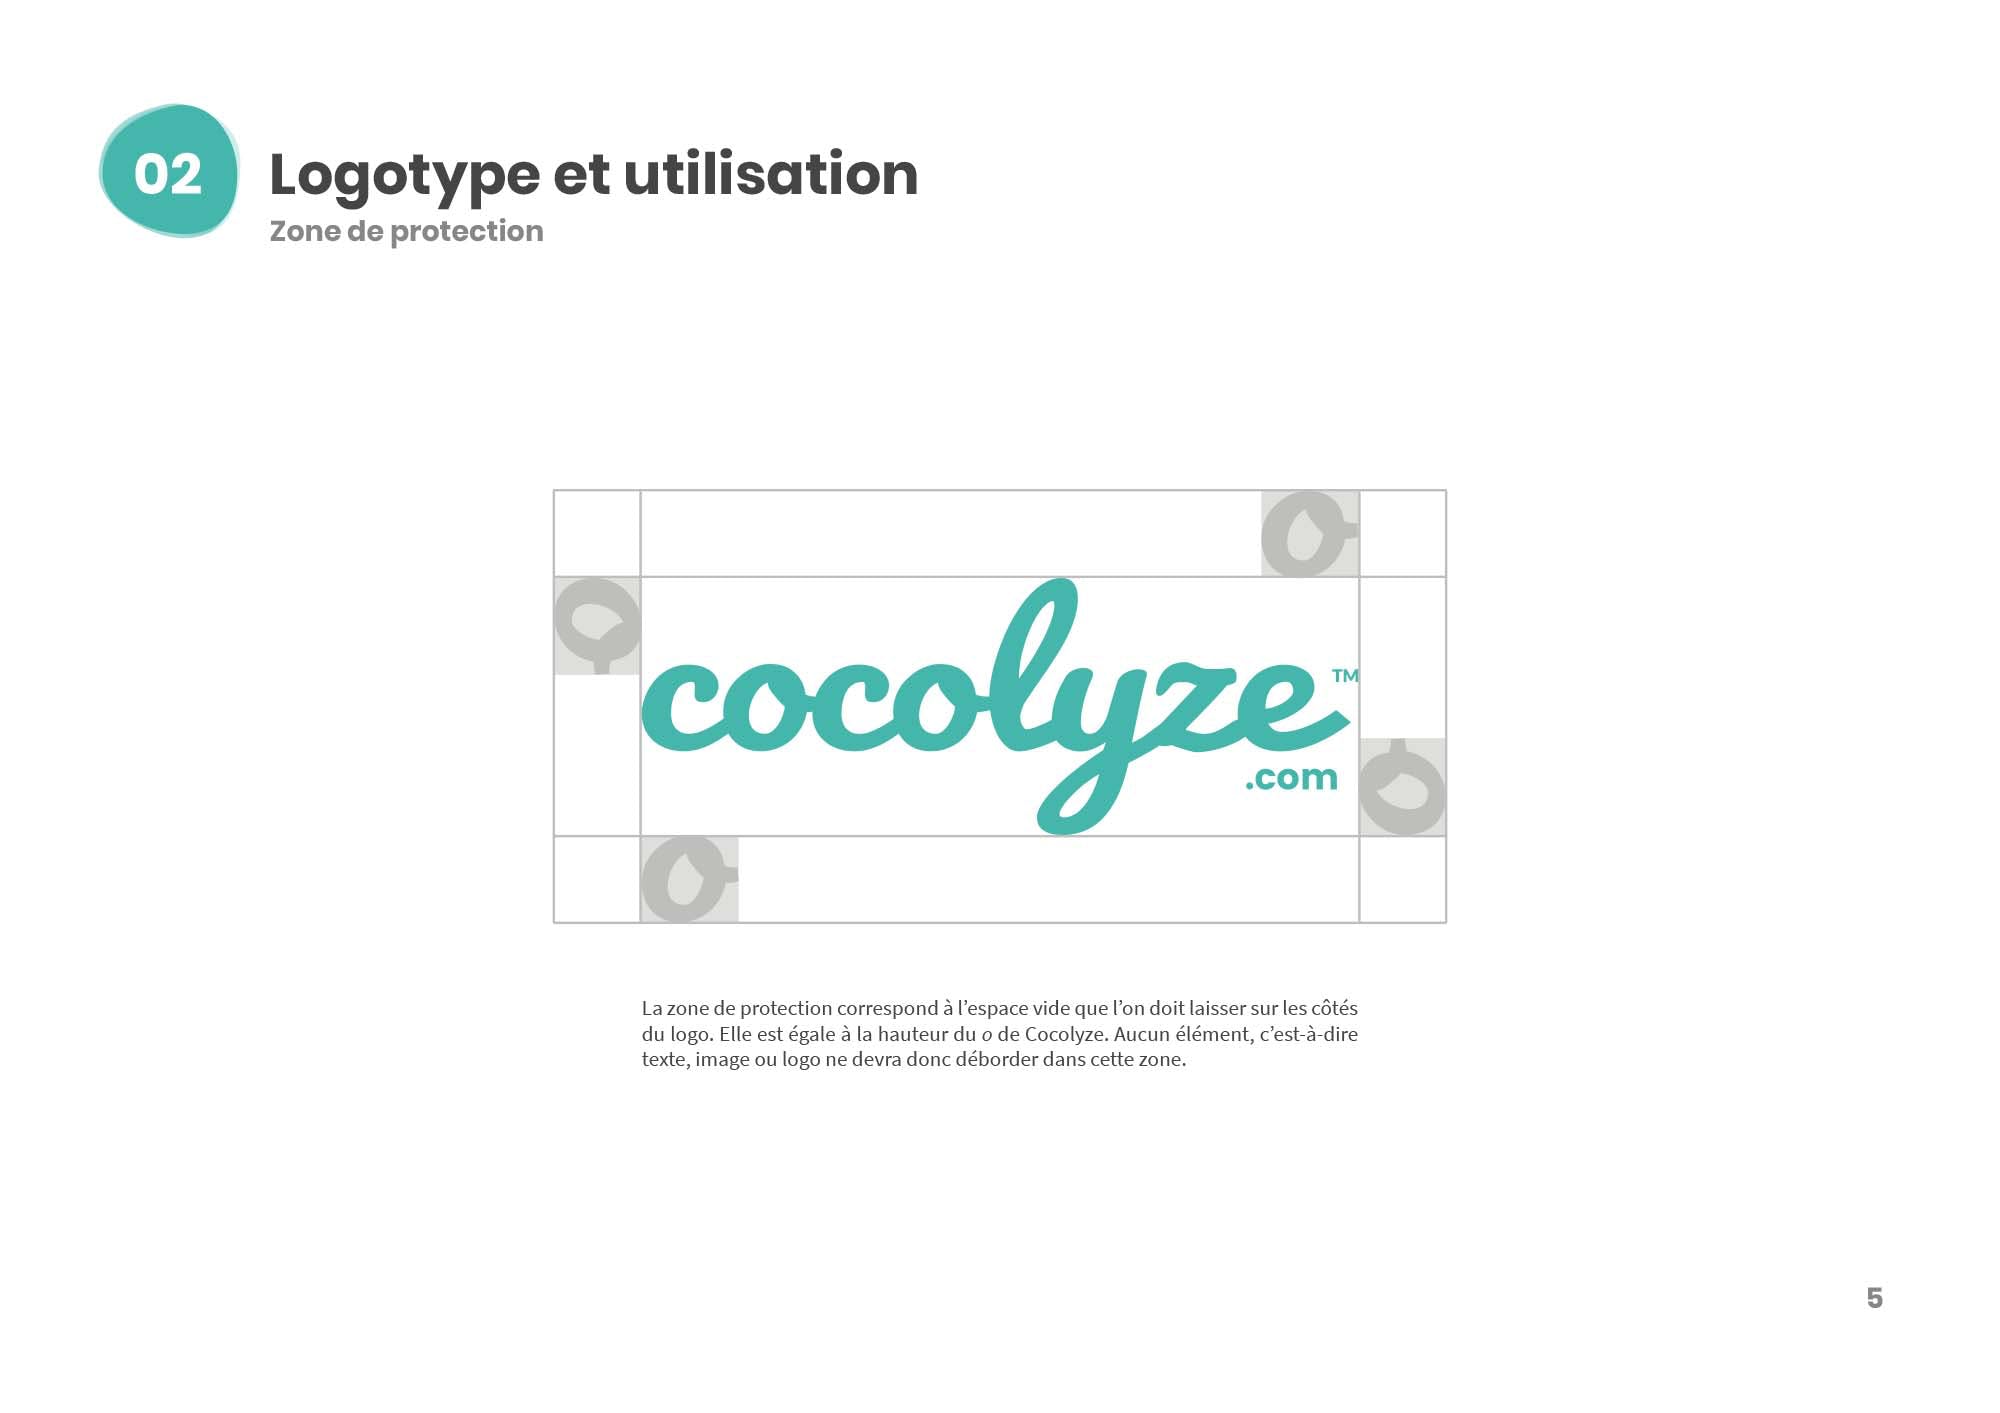 02
Logotype et utilisation
Zone de protection
cocolyze™
.com
La zone de protection correspond à l’espace vide que l’on doit laisser sur les côtés
du logo. Elle est égale à la hauteur du o de Cocolyze. Aucun élément, c’est-à-dire
texte, image ou logo ne devra donc déborder dans cette zone.
5